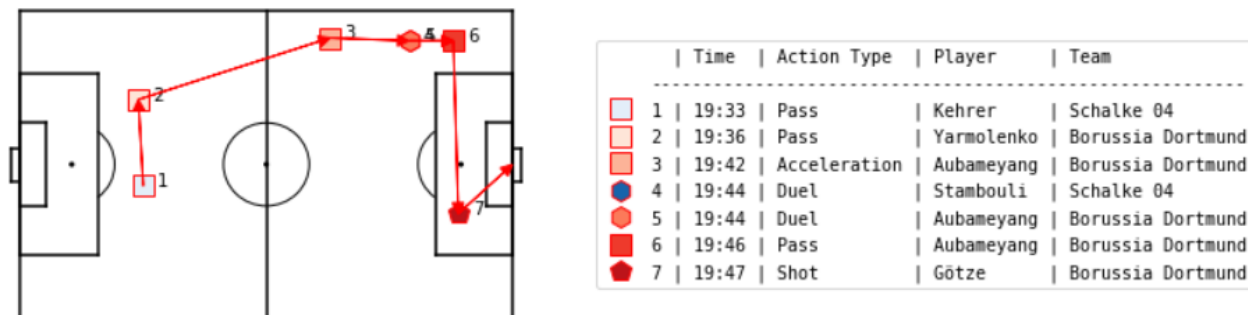 1
2
3
4
5
6
7
| Time | Action Type | Player | Team
-----------------------------------------------------------
1 | 19:33 | Pass | Kehrer | Schalke 04
2 | 19:36 | Pass | Yarmolenko | Borussia Dortmund
3 | 19:42 | Acceleration | Aubameyang | Borussia Dortmund
4 | 19:44 | Duel | Stambouli | Schalke 04
5 | 19:44 | Duel | Aubameyang | Borussia Dortmund
6 | 19:46 | Pass | Aubameyang | Borussia Dortmund
7 | 19:47 | Shot | Götze | Borussia Dortmund